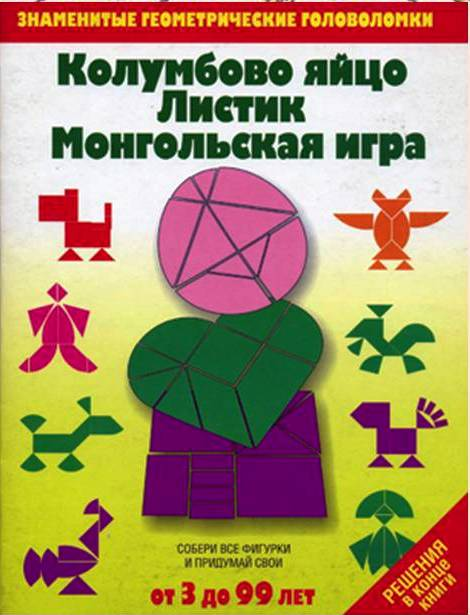 ЗНАМЕНИТЫЕ ГЕОМЕТРИЧЕСКИЕ ГОЛОВОЛОМКИ
Колумбово яйцо
Листик
Монгольская игра
СОБЕРИ ВСЕ ФИГУРКИ
И ПРИДУМАЙ СВОИ
от 3 до 99 лет
РЕШЕНИЯ
в конце
книги